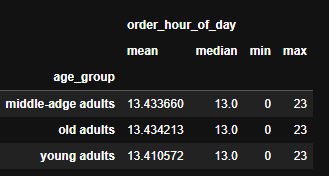 order_hour_of_day
mean median min max
age_group
middle-adge adults 13.433660 13.0 0 23
old adults 13.434213 13.0 0 23
young adults 13.410572 13.0 0 23